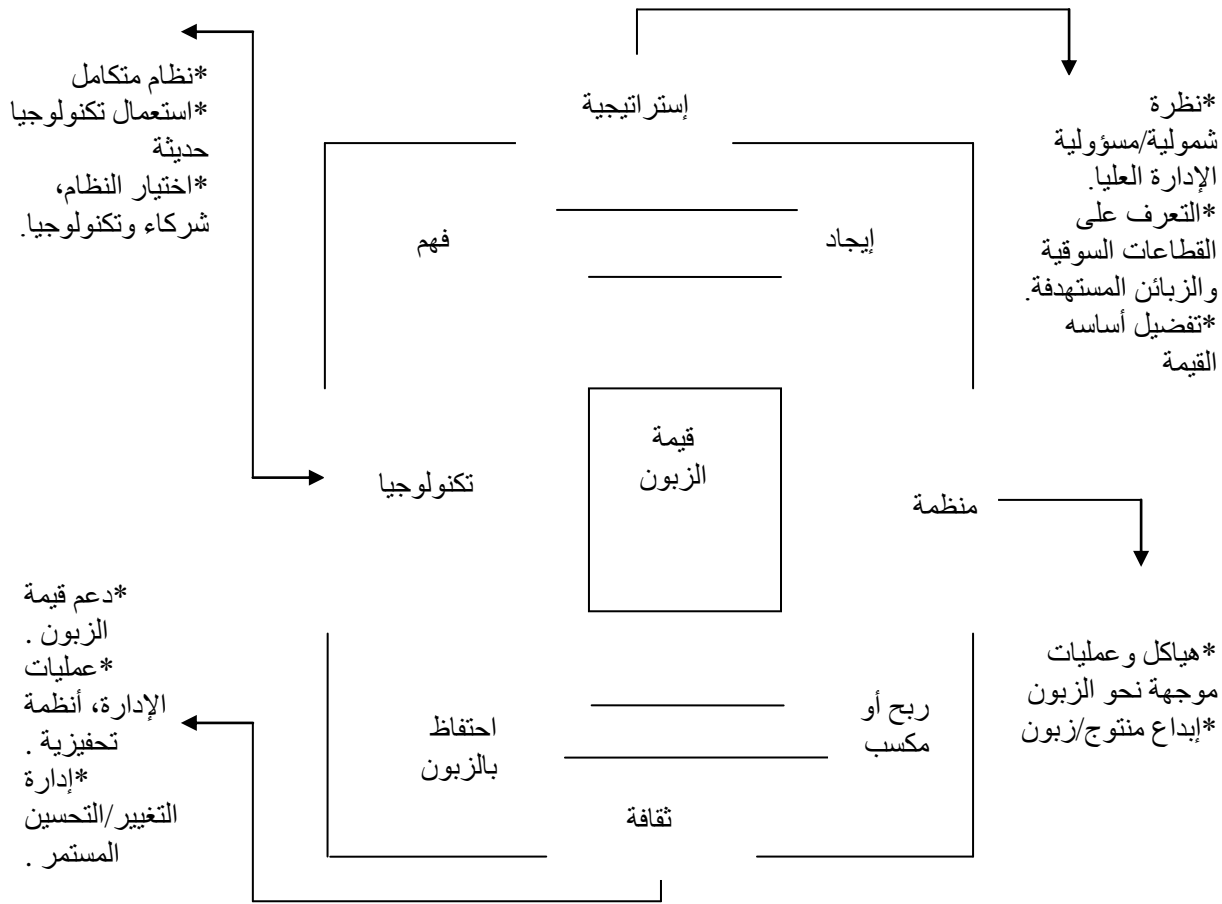 إستراتيجية
*نظرة
شمولية/مسؤولية
الإدارة العليا.
*التعرف على
القطاعات السوقية
والزبائن المستهدفة.
*تفضيل أساسه
القيمة
*نظام متكامل
*استعمال تكنولوجيا
حديثة
*اختيار النظام،
شركاء وتكنولوجيا.
إيجاد
فهم
قيمة
الزبون
منظمة
تكنولوجيا
*هياكل وعمليات
موجهة نحو الزبون
*إبداع منتوج/زبون
ربح أو
مكسب
احتفاظ
بالزبون
ثقافة
*دعم قيمة
الزبون .
*عمليات
الإدارة، أنظمة
تحفيزية .
*إدارة
التغيير/التحسين
المستمر .